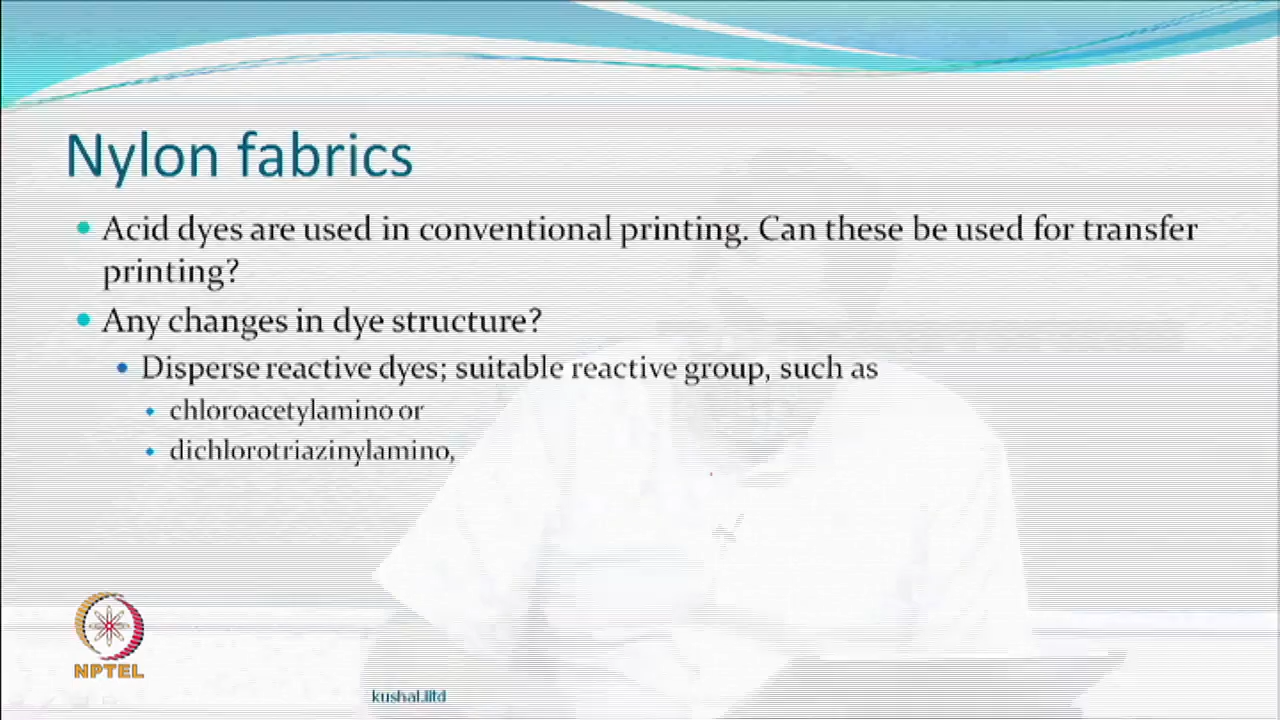 Nylon fabrics
Acid dyes are used in conventional printing. Can these be used for transfer
printing?
Any changes in dye structure?
Disperse reactive dyes; suitable reactive group, such as
chloroacetylamino or
dichlorotriazinylamino,
NPTEL
kushal.iitd